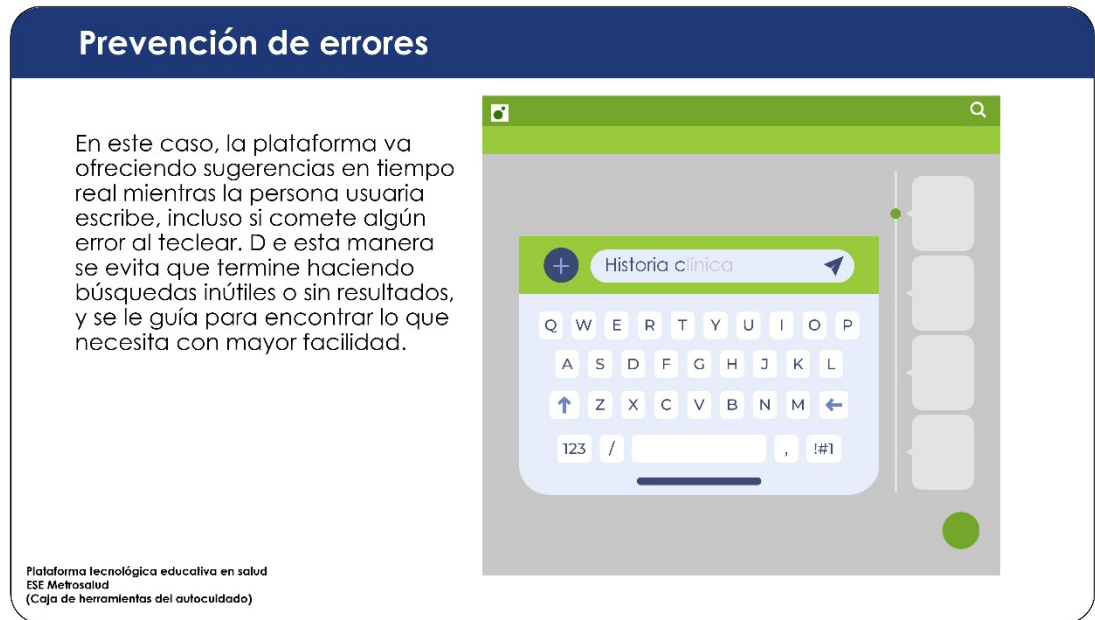 Prevención de errores
En este caso, la plataforma va
ofreciendo sugerencias en tiempo
real mientras la persona usuaria
escribe, incluso si comete algún
error al teclear. D e esta manera
se evita que termine haciendo
búsquedas inútiles o sin resultados,
y se le guía para encontrar lo que
necesita con mayor facilidad.
Historia clínica
Q W E R T Y U I O P
A S D F G H J K L
Z X C V B N M
123 / , !#1
Plataforma tecnológica educativa en salud
ESE Metrosalud
(Caja de herramientas del autocuidado)